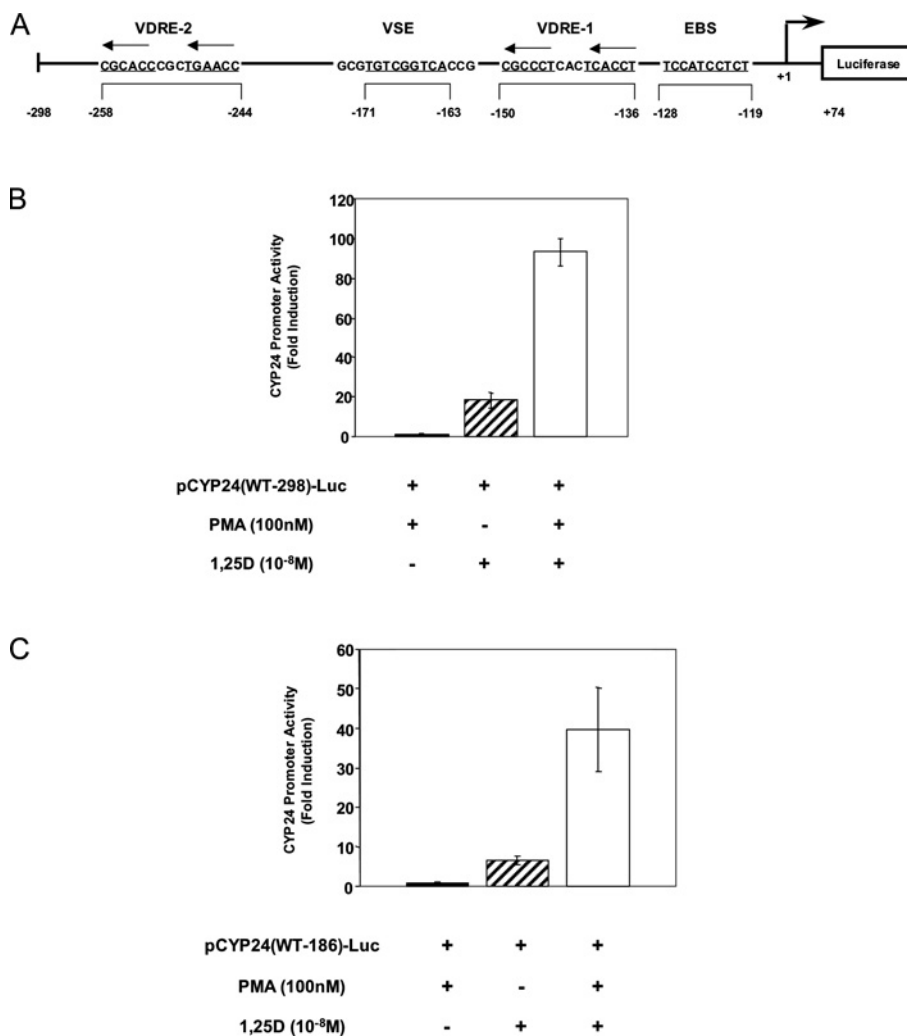 A
VDRE-2 VSE VDRE-1 EBS
CGCACCCGCTGAACC GCGTGTCGGTCACCG CGCCCTCACTCACCT TCCATCCTCT +1 Luciferase
-298 -258 -244 -171 -163 -150 -136 -128 -119 +74
B
CYP24 Promoter Activity
(Fold Induction)
120
100
80
60
40
20
0
pCYP24(WT-298)-Luc + + +
PMA (100nM) + - +
1,25D (10⁻⁸M) - + +
C
CYP24 Promoter Activity
(Fold Induction)
60
50
40
30
20
10
0
pCYP24(WT-186)-Luc + + +
PMA (100nM) + - +
1,25D (10⁻⁸M) - + +